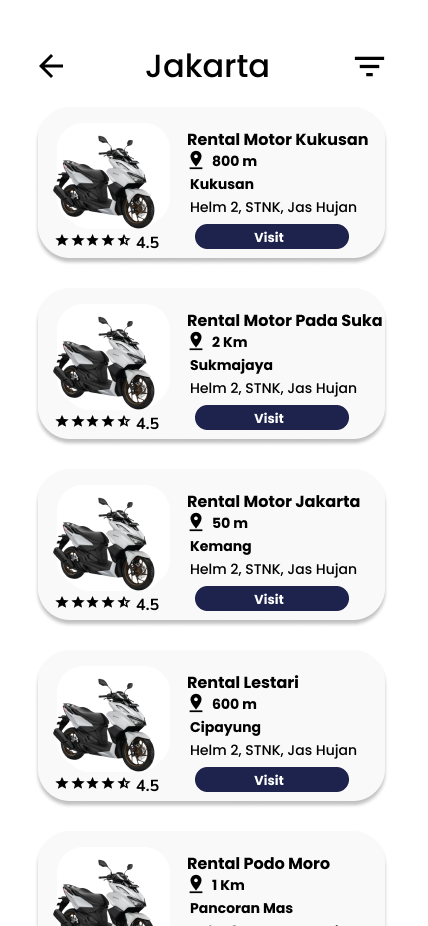 Jakarta
Rental Motor Kukusan
800 m
Kukusan
Helm 2, STNK, Jas Hujan
4.5
Visit
Rental Motor Pada Suka
2 Km
Sukmajaya
Helm 2, STNK, Jas Hujan
4.5
Visit
Rental Motor Jakarta
50 m
Kemang
Helm 2, STNK, Jas Hujan
4.5
Visit
Rental Lestari
600 m
Cipayung
Helm 2, STNK, Jas Hujan
4.5
Visit
Rental Podo Moro
1 Km
Pancoran Mas